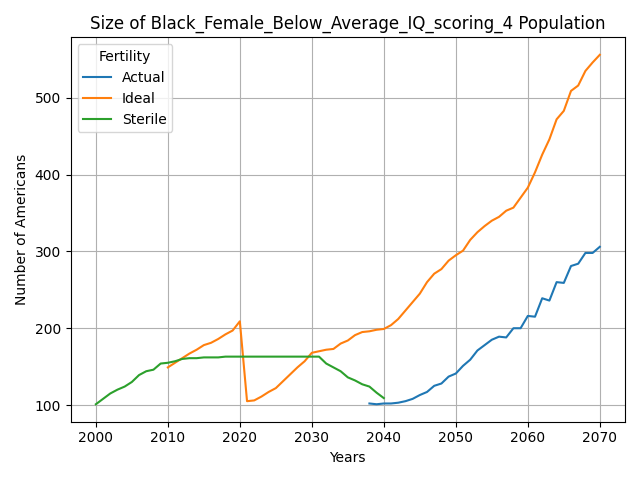 Size of Black_Female_Below_Average_IQ_scoring_4 Population
Fertility
Actual
Ideal
Sterile
Number of Americans
500
400
300
200
100
2000 2010 2020 2030 2040 2050 2060 2070
Years